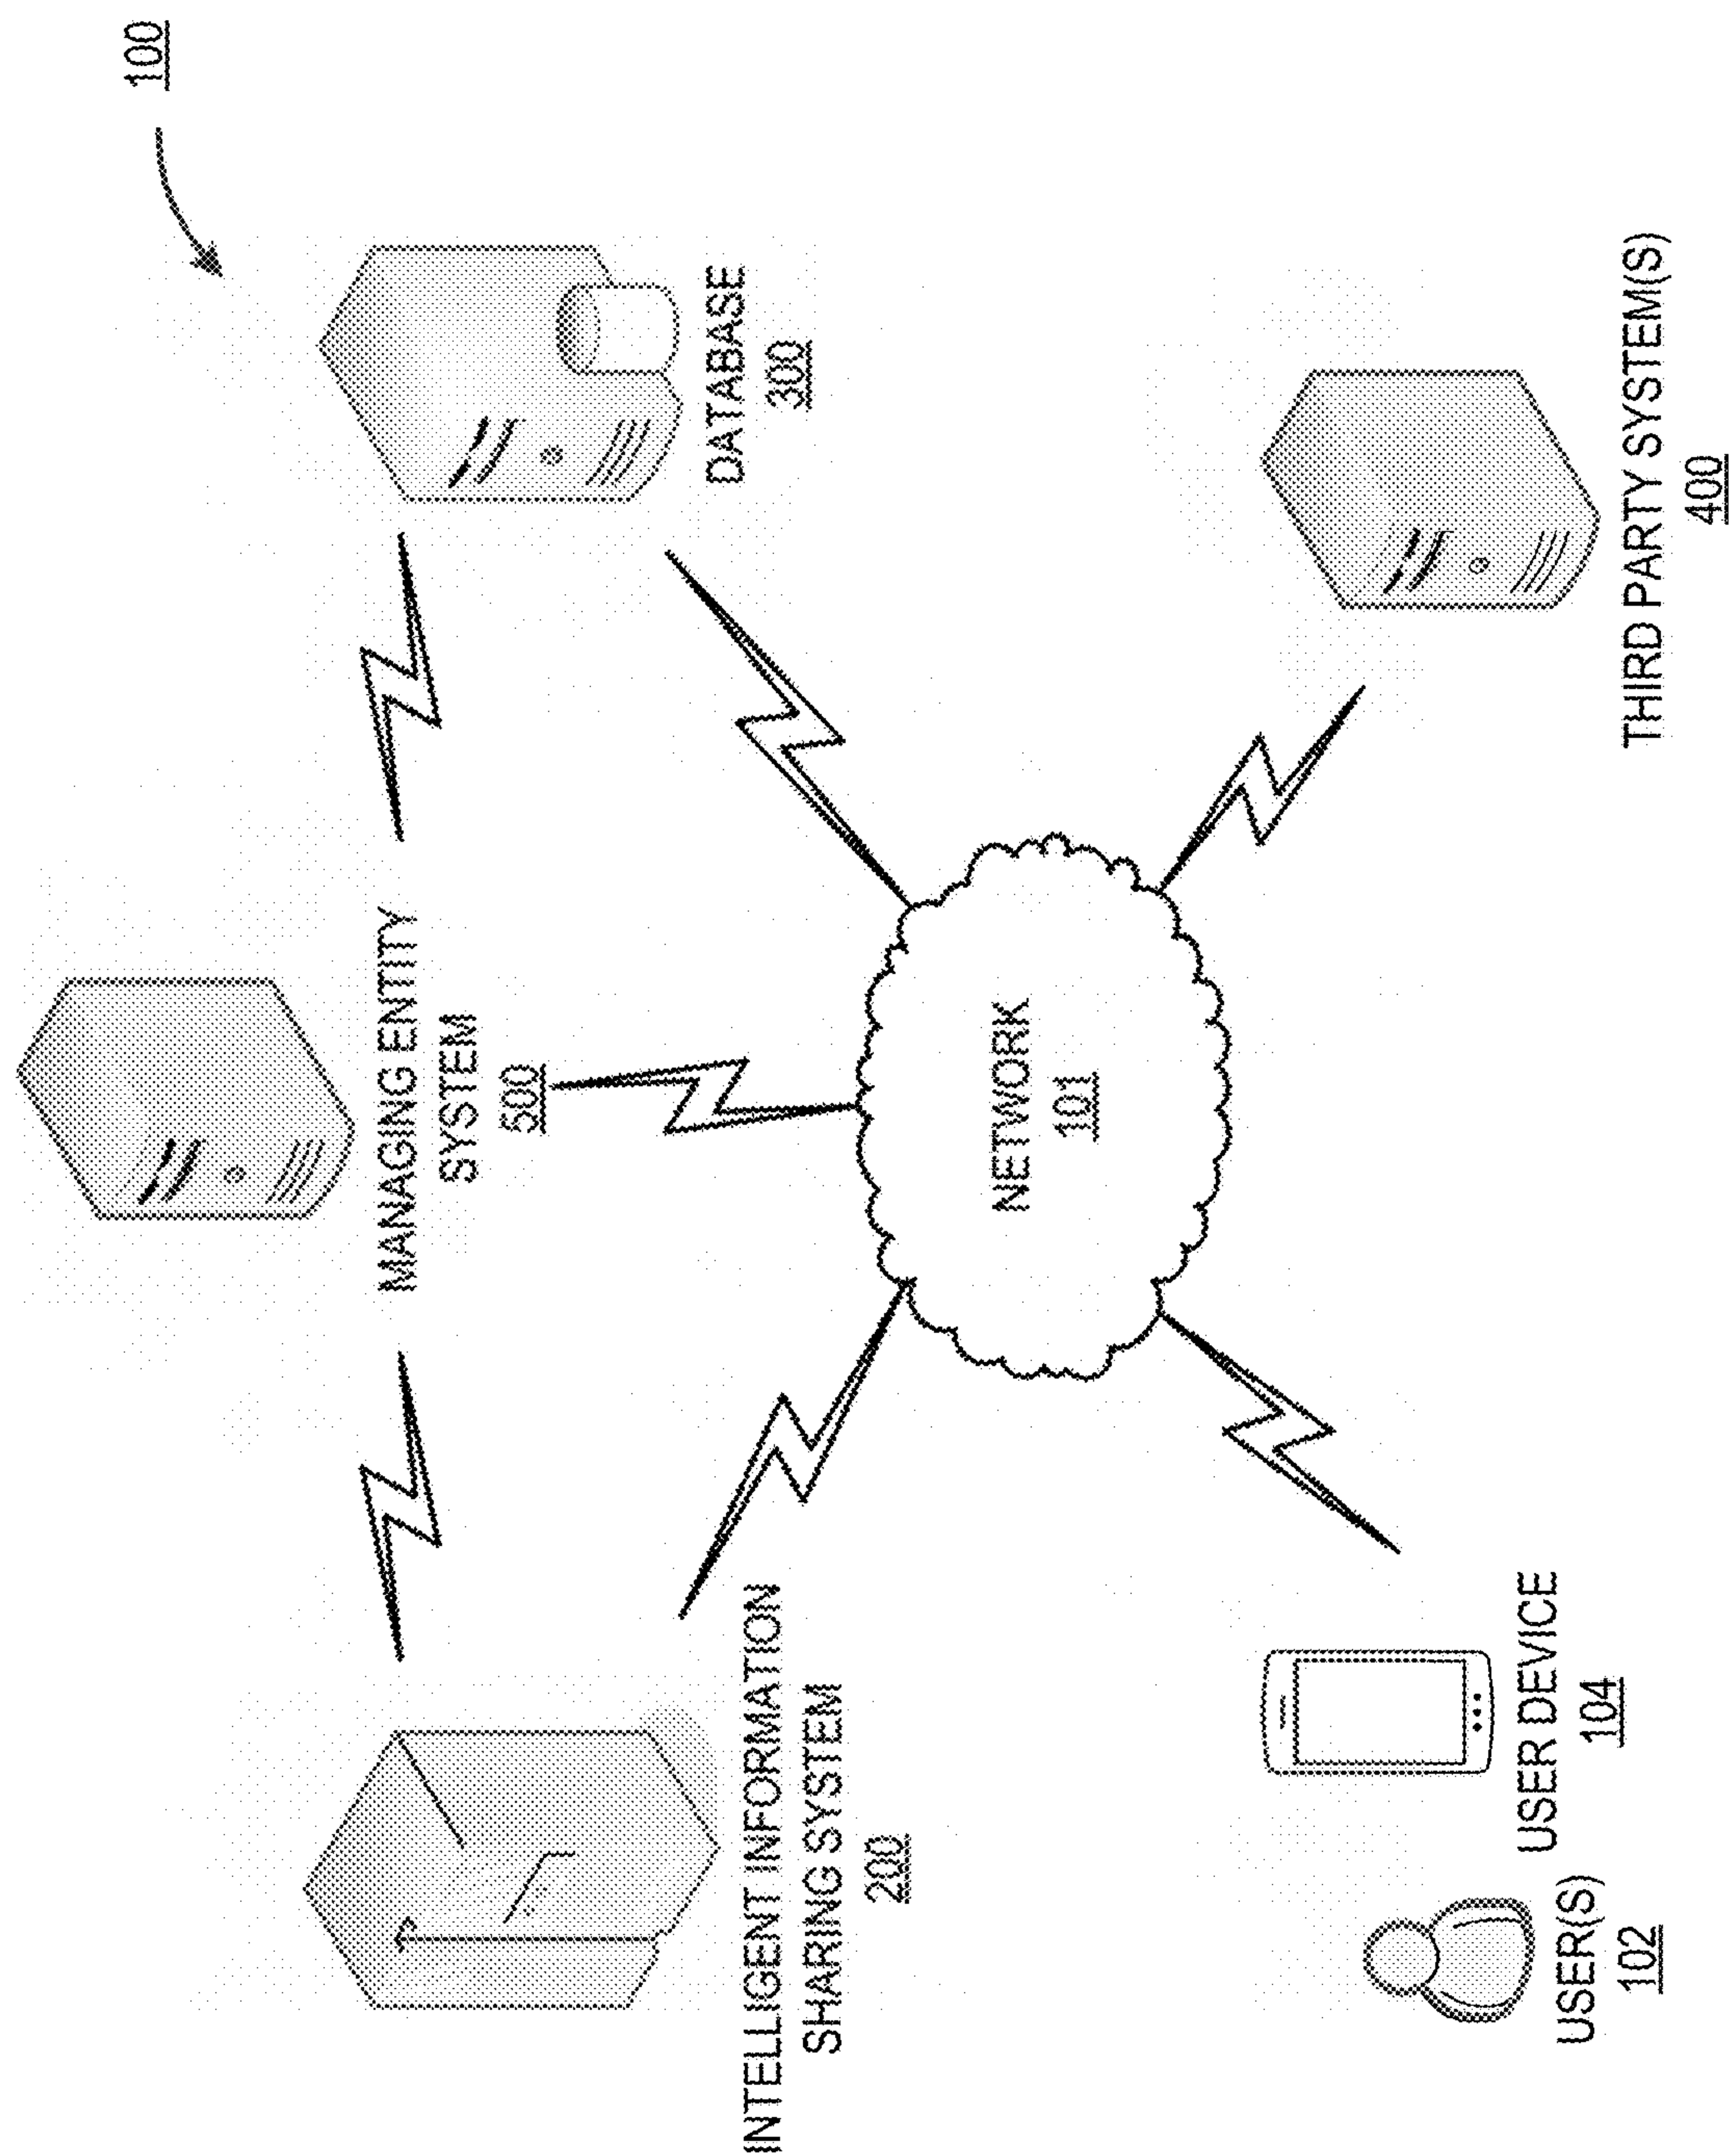 100
MANAGING ENTITY
SYSTEM
500
INTELLIGENT INFORMATION
SHARING SYSTEM
200
DATABASE
300
NETWORK
101
USER(S)
102
USER DEVICE
104
THIRD PARTY SYSTEM(S)
400